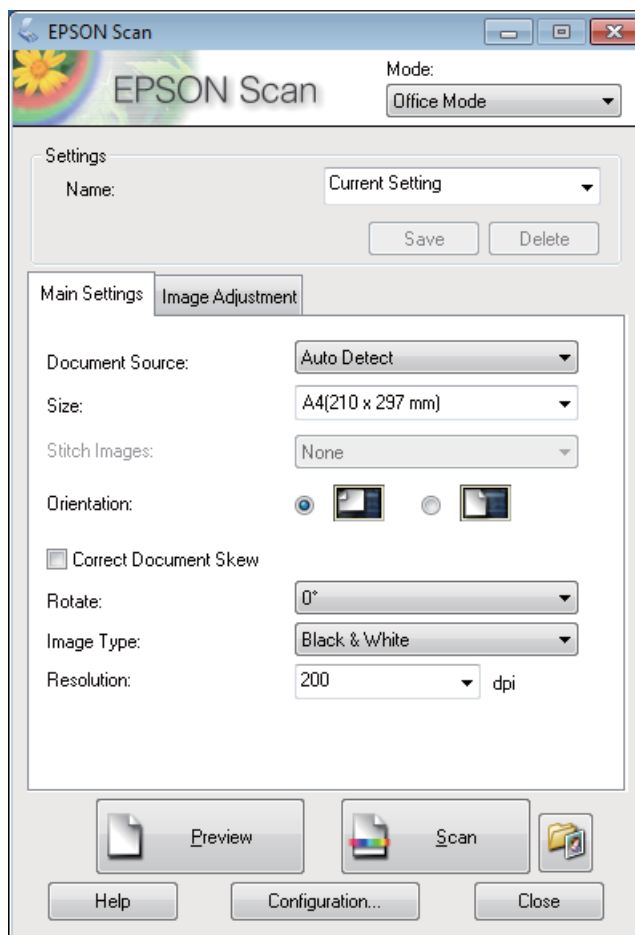 EPSON Scan
EPSON Scan
Mode:
Office Mode
Settings
Name:
Current Setting
Save
Delete
Main Settings
Image Adjustment
Document Source:
Auto Detect
Size:
A4(210 x 297 mm)
Stitch Images:
None
Orientation:
Correct Document Skew
Rotate:
0°
Image Type:
Black & White
Resolution:
200
dpi
Preview
Scan
Help
Configuration...
Close